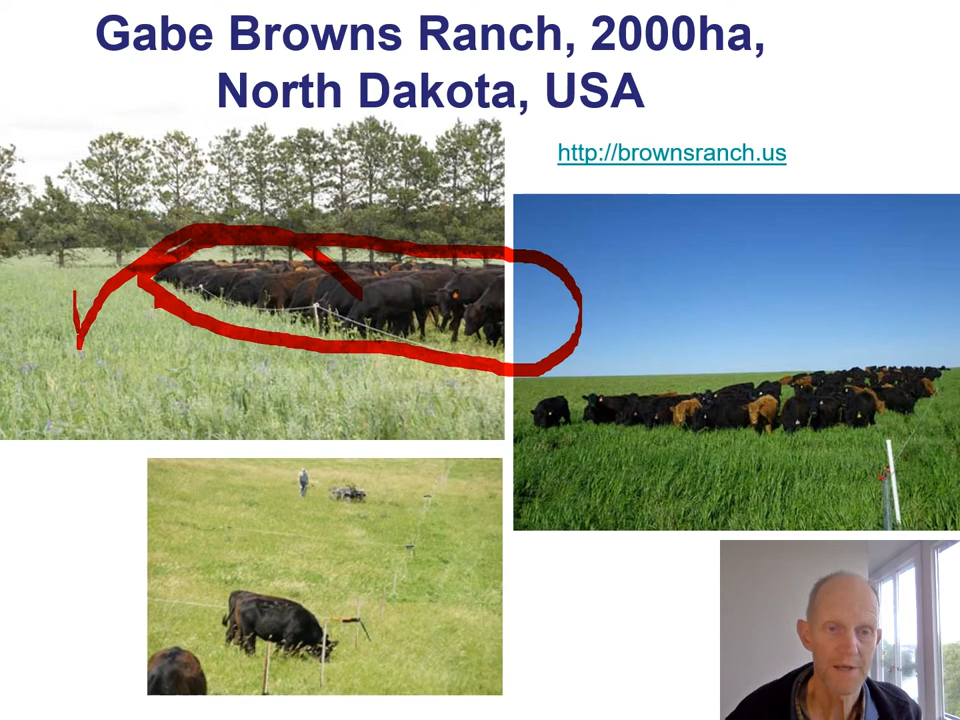 Gabe Browns Ranch, 2000ha,
North Dakota, USA
http://brownsranch.us